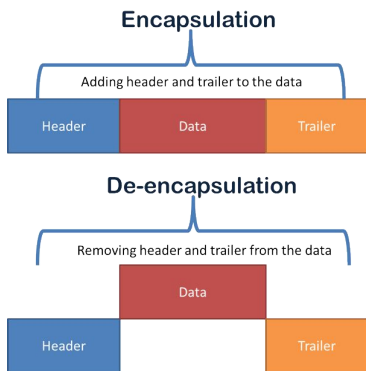 Encapsulation
Adding header and trailer to the data
Header Data Trailer
De-encapsulation
Removing header and trailer from the data
Data
Header Trailer